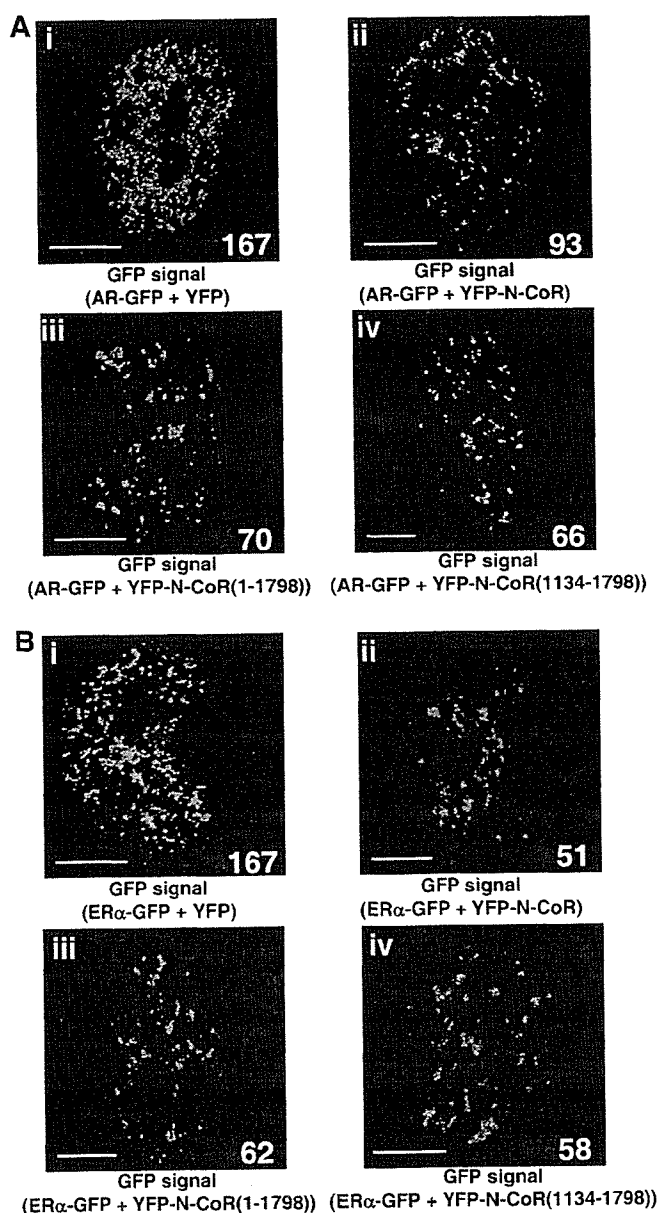 A
i
167
GFP signal
(AR-GFP + YFP)
ii
93
GFP signal
(AR-GFP + YFP-N-CoR)
iii
70
GFP signal
(AR-GFP + YFP-N-CoR(1-1798))
iv
66
GFP signal
(AR-GFP + YFP-N-CoR(1134-1798))
B
i
167
GFP signal
(ERα-GFP + YFP)
ii
51
GFP signal
(ERα-GFP + YFP-N-CoR)
iii
62
GFP signal
(ERα-GFP + YFP-N-CoR(1-1798))
iv
58
GFP signal
(ERα-GFP + YFP-N-CoR(1134-1798))